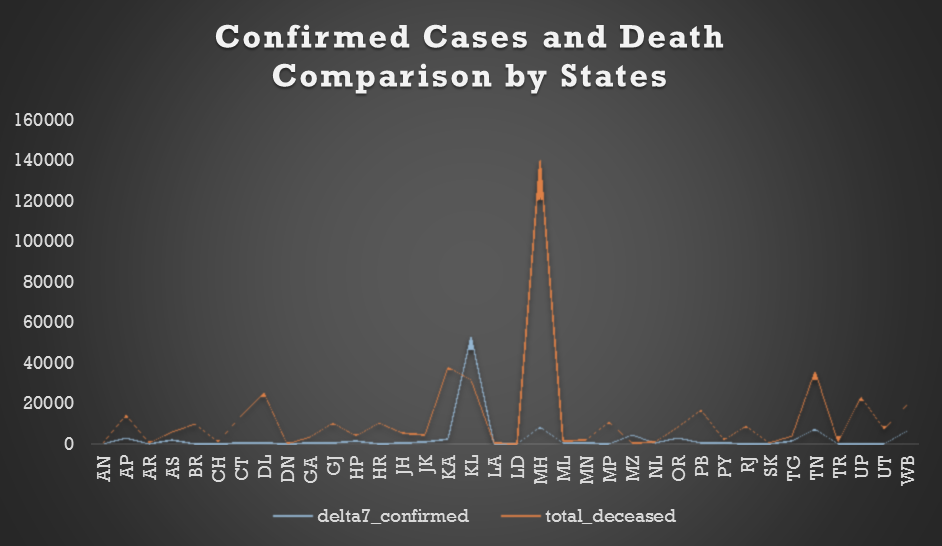 Confirmed Cases and Death
Comparison by States
160000
140000
120000
100000
80000
60000
40000
20000
0
AN
AP
AR
AS
BR
CH
CT
DL
DN
GA
GJ
HP
HR
JH
JK
KA
KL
LA
LD
MH
ML
MN
MP
MZ
NL
OR
PB
PY
RJ
SK
TG
TN
TR
UP
UT
WB
delta7_confirmed
total_deceased